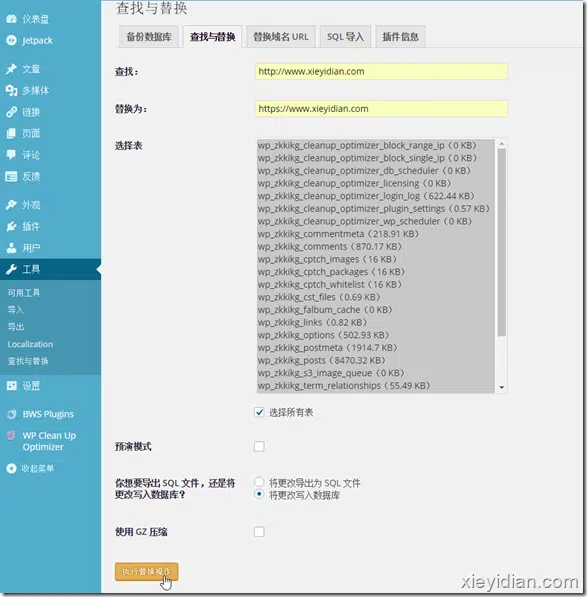 查找与替换
仪表盘
Jetpack
文章
多媒体
链接
页面
评论
反馈
外观
插件
用户
工具
可用工具
导入
导出
Localization
查找与替换
设置
BWS Plugins
WP Clean Up
Optimizer
收起菜单
备份数据库 查找与替换 替换域名 URL SQL 导入 插件信息
查找： http://www.xieyidian.com
替换为： https://www.xieyidian.com
选择表
wp_zkkikg_cleanup_optimizer_block_range_ip（0 KB）
wp_zkkikg_cleanup_optimizer_block_single_ip（0 KB）
wp_zkkikg_cleanup_optimizer_db_scheduler（0 KB）
wp_zkkikg_cleanup_optimizer_licensing（0 KB）
wp_zkkikg_cleanup_optimizer_login_log（622.44 KB）
wp_zkkikg_cleanup_optimizer_plugin_settings（0.57 KB）
wp_zkkikg_cleanup_optimizer_wp_scheduler（0 KB）
wp_zkkikg_commentmeta（218.91 KB）
wp_zkkikg_comments（870.17 KB）
wp_zkkikg_cptch_images（16 KB）
wp_zkkikg_cptch_packages（16 KB）
wp_zkkikg_cptch_whitelist（16 KB）
wp_zkkikg_cst_files（0.69 KB）
wp_zkkikg_falbum_cache（0 KB）
wp_zkkikg_links（0.82 KB）
wp_zkkikg_options（502.93 KB）
wp_zkkikg_postmeta（1914.7 KB）
wp_zkkikg_posts（8470.32 KB）
wp_zkkikg_s3_image_queue（0 KB）
wp_zkkikg_term_relationships（55.49 KB）
选择所有表
预演模式
你想要导出 SQL 文件，还是将
更改写入数据库？
将更改导出为 SQL 文件
将更改写入数据库
使用 GZ 压缩
执行替换操作
xieyidian.com